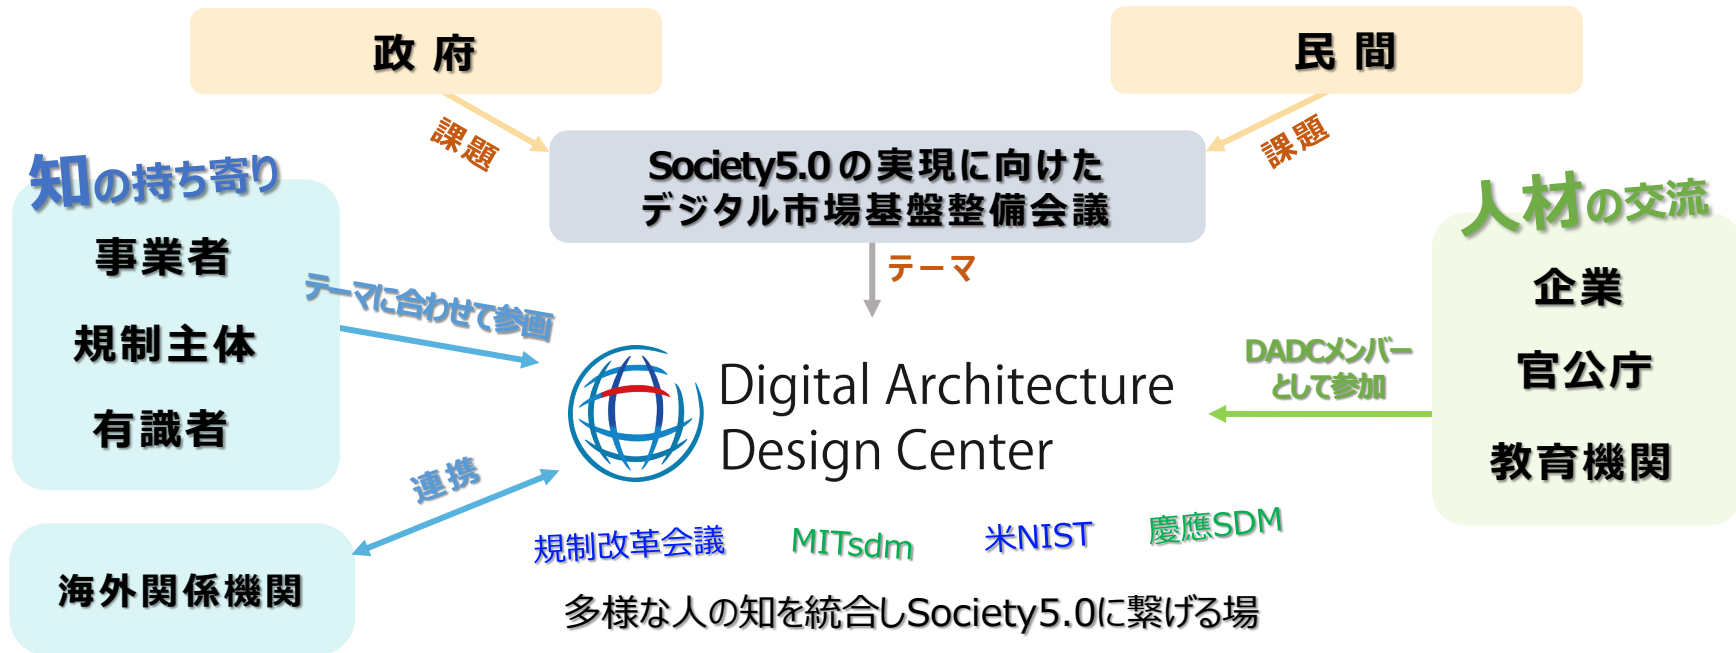 政府
民間
課題
課題
Society5.0の実現に向けた
デジタル市場基盤整備会議
テーマ
知の持ち寄り
事業者
規制主体
有識者
テーマに合わせて参画
連携
海外関係機関
Digital Architecture
Design Center
人材の交流
企業
官公庁
教育機関
DADCメンバー
として参加
規制改革会議
MITsdm
米NIST
慶應SDM
多様な人の知を統合しSociety5.0に繋げる場